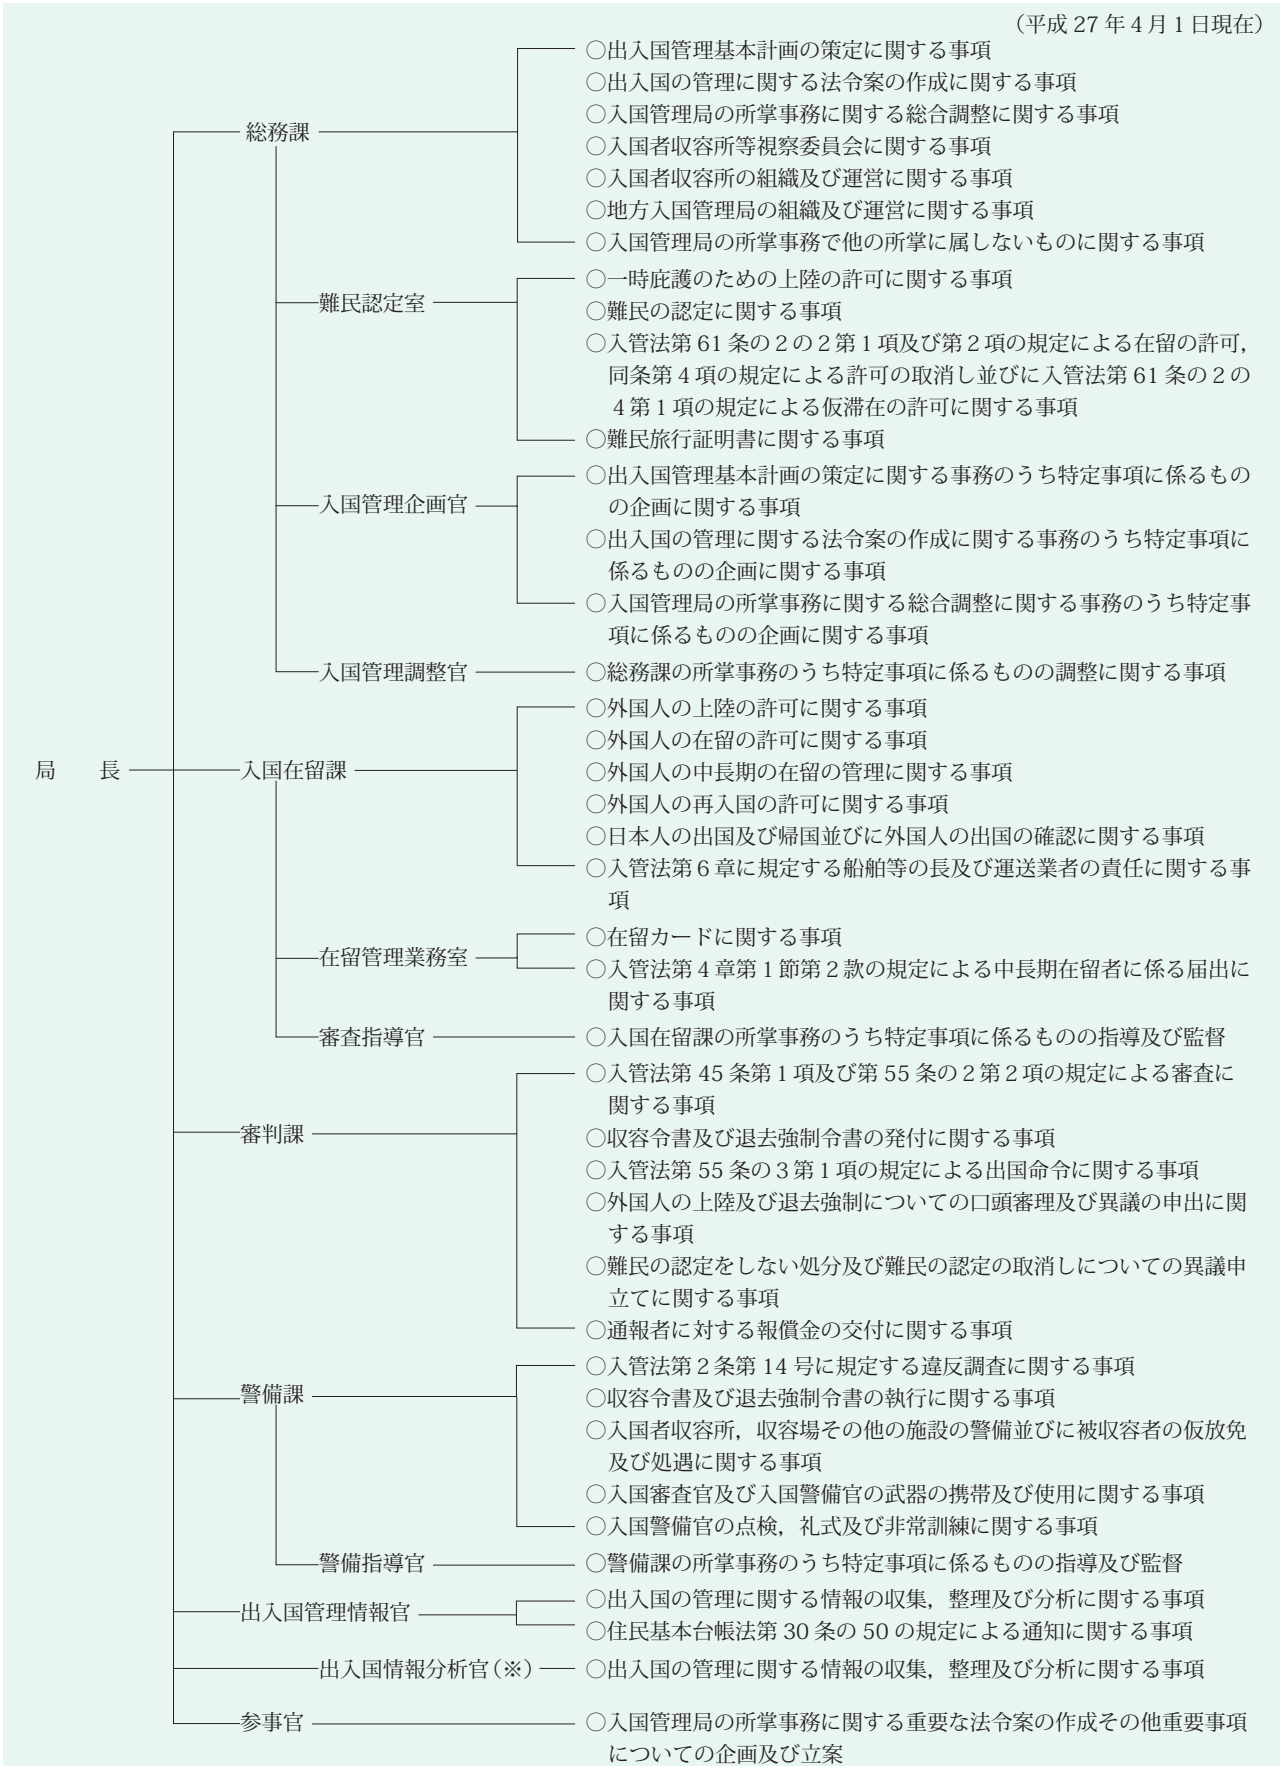 （平成 27 年 4 月 1 日現在）
○出入国管理基本計画の策定に関する事項
○出入国の管理に関する法令案の作成に関する事項
○入国管理局の所掌事務に関する総合調整に関する事項
総務課
○入国者収容所等視察委員会に関する事項
○入国者収容所の組織及び運営に関する事項
○地方入国管理局の組織及び運営に関する事項
○入国管理局の所掌事務で他の所掌に属しないものに関する事項
○一時庇護のための上陸の許可に関する事項
難民認定室
○難民の認定に関する事項
○入管法第 61 条の 2 の 2 第 1 項及び第 2 項の規定による在留の許可，
同条第 4 項の規定による許可の取消し並びに入管法第 61 条の 2 の
4 第 1 項の規定による仮滞在の許可に関する事項
○難民旅行証明書に関する事項
○出入国管理基本計画の策定に関する事務のうち特定事項に係るもの
の企画に関する事項
入国管理企画官
○出入国の管理に関する法令案の作成に関する事務のうち特定事項に
係るものの企画に関する事項
○入国管理局の所掌事務に関する総合調整に関する事務のうち特定事
項に係るものの企画に関する事項
入国管理調整官
○総務課の所掌事務のうち特定事項に係るものの調整に関する事項
○外国人の上陸の許可に関する事項
○外国人の在留の許可に関する事項
局　長
入国在留課
○外国人の中長期の在留の管理に関する事項
○外国人の再入国の許可に関する事項
○日本人の出国及び帰国並びに外国人の出国の確認に関する事項
○入管法第 6 章に規定する船舶等の長及び運送業者の責任に関する事
項
○在留カードに関する事項
在留管理業務室
○入管法第 4 章第 1 節第 2 款の規定による中長期在留者に係る届出に
関する事項
審査指導官
○入国在留課の所掌事務のうち特定事項に係るものの指導及び監督
○入管法第 45 条第 1 項及び第 55 条の 2 第 2 項の規定による審査に
関する事項
審判課
○収容令書及び退去強制令書の発付に関する事項
○入管法第 55 条の 3 第 1 項の規定による出国命令に関する事項
○外国人の上陸及び退去強制についての口頭審理及び異議の申出に関
する事項
○難民の認定をしない処分及び難民の認定の取消しについての異議申
立てに関する事項
○通報者に対する報償金の交付に関する事項
○入管法第 2 条第 14 号に規定する違反調査に関する事項
警備課
○収容令書及び退去強制令書の執行に関する事項
○入国者収容所，収容場その他の施設の警備並びに被収容者の仮放免
及び処遇に関する事項
○入国審査官及び入国警備官の武器の携帯及び使用に関する事項
○入国警備官の点検，礼式及び非常訓練に関する事項
警備指導官
○警備課の所掌事務のうち特定事項に係るものの指導及び監督
○出入国の管理に関する情報の収集，整理及び分析に関する事項
出入国管理情報官
○住民基本台帳法第 30 条の 50 の規定による通知に関する事項
出入国情報分析官（※）
○出入国の管理に関する情報の収集，整理及び分析に関する事項
参事官
○入国管理局の所掌事務に関する重要な法令案の作成その他重要事項
についての企画及び立案